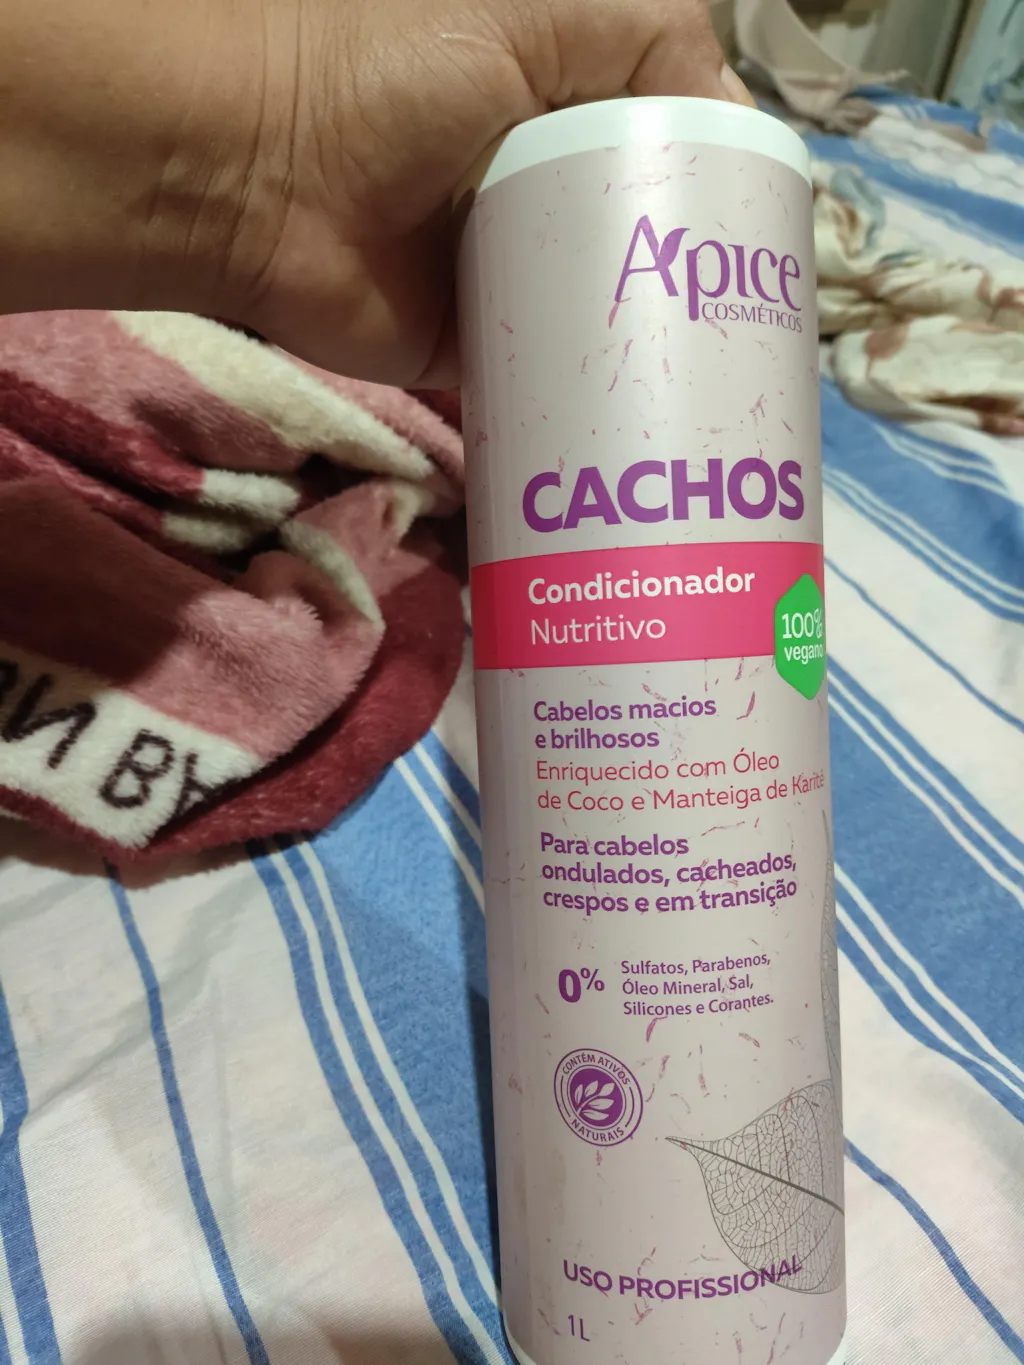 Apice
COSMÉTICOS
CACHOS
Condicionador
Nutritivo
100%
vegano
Cabelos macios
e brilhosos
Enriquecido com Óleo
de Coco e Manteiga de Karité
Para cabelos
ondulados, cacheados,
crespos e em transição
0%
Sulfatos, Parabenos,
Óleo Mineral, Sal,
Silicones e Corantes.
CONTÉM ATIVOS
NATURAIS
USO PROFISSIONAL
1L